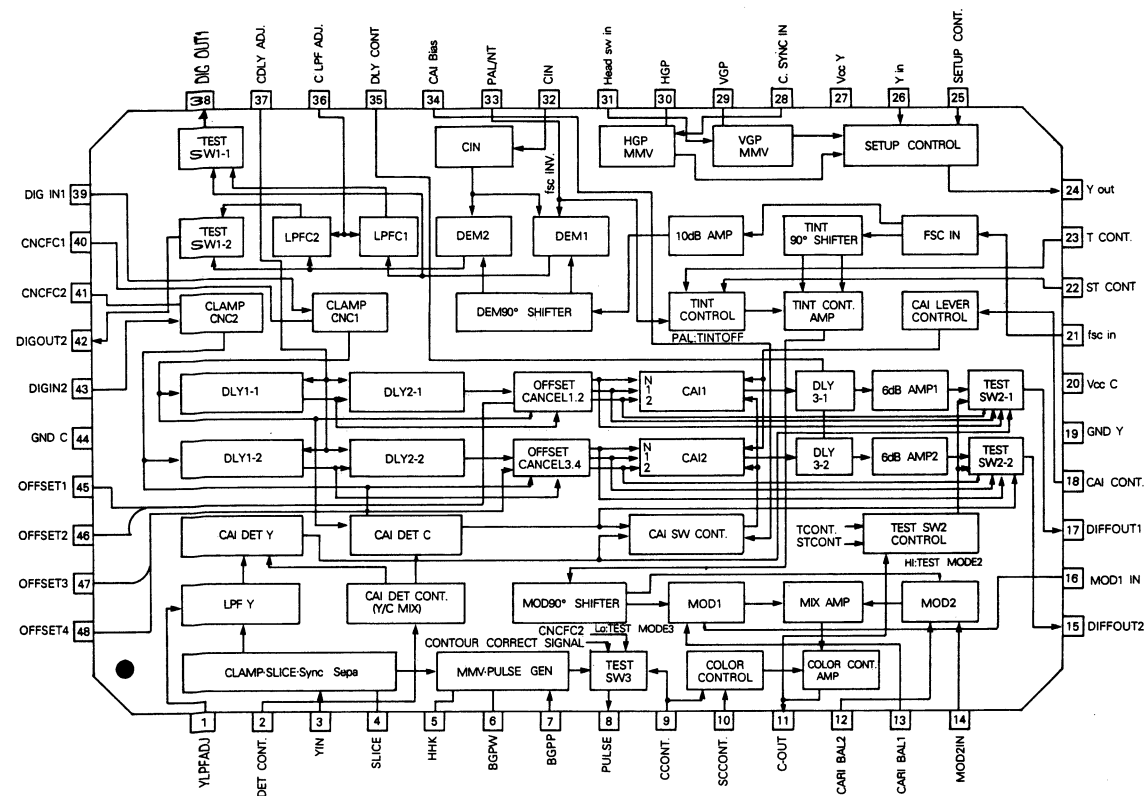 DIG OUT1
CDLY ADJ.
C LPF ADJ.
DLY CONT
CAI Bias
PAL/NT
CIN
Head sw in
HGP
VGP
C. SYNC IN
Vcc Y
Y in
SETUP CONT.
38
37
36
35
34
33
32
31
30
29
28
27
26
25
TEST
SW1-1
CIN
HGP
MMV
VGP
MMV
SETUP CONTROL
fsc INV.
DIG IN1 39
24 Y out
CNCFC1 40
TEST
SW1-2
LPFC2
LPFC1
DEM2
DEM1
10dB AMP
TINT
90° SHIFTER
FSC IN
23 T CONT.
CNCFC2 41
CLAMP
CNC2
CLAMP
CNC1
DEM90° SHIFTER
TINT
CONTROL
TINT CONT.
AMP
CAI LEVER
CONTROL
22 ST CONT
PAL:TINTOFF
DIGOUT2 42
21 fsc in
DIGIN2 43
DLY1-1
DLY2-1
OFFSET
CANCEL1.2
N
1
2
CAI1
DLY
3-1
6dB AMP1
TEST
SW2-1
20 Vcc C
GND C 44
19 GND Y
DLY1-2
DLY2-2
OFFSET
CANCEL3.4
N
1
2
CAI2
DLY
3-2
6dB AMP2
TEST
SW2-2
OFFSET1 45
18 CAI CONT.
OFFSET2 46
CAI DET Y
CAI DET C
CAI SW CONT.
TCONT.
STCONT
TEST SW2
CONTROL
17 DIFFOUT1
HI:TEST MODE2
OFFSET3 47
16 MOD1 IN
LPF Y
CAI DET CONT.
(Y/C MIX)
MOD90° SHIFTER
MOD1
MIX AMP
MOD2
OFFSET4 48
15 DIFFOUT2
CNCFC2
Lo:TEST MODE3
CONTOUR CORRECT SIGNAL
CLAMP·SLICE·Sync Sepa
MMV·PULSE GEN
TEST
SW3
COLOR
CONTROL
COLOR CONT.
AMP
1
2
3
4
5
6
7
8
9
10
11
12
13
14
YLPFADJ
DET CONT.
YIN
SLICE
HHK
BGPW
BGPP
PULSE
CCONT.
SCCONT.
C-OUT
CARI BAL2
CARI BAL1
MOD2IN